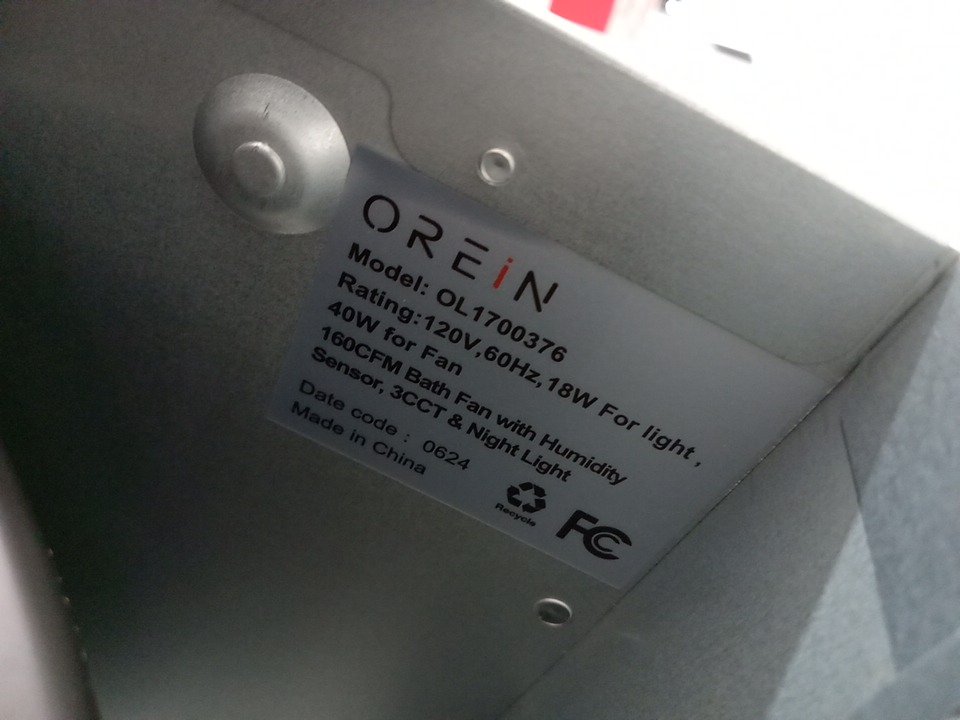 OREiN
Model: OL1700376
Rating:120V,60Hz,18W For light ,
40W for Fan
160CFM Bath Fan with Humidity
Sensor, 3CCT & Night Light
Date code : 0624
Made in China
Recycle
FC